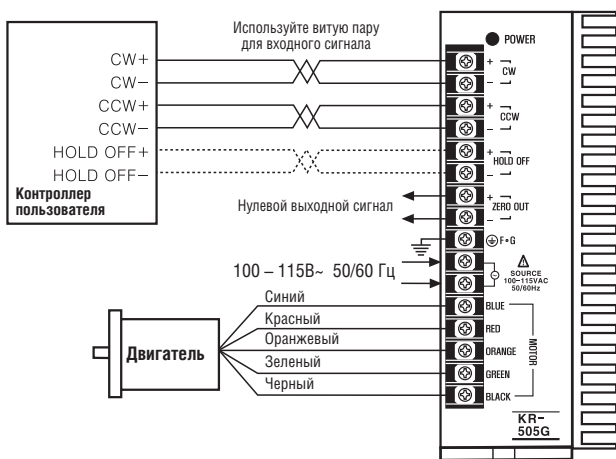 Используйте витую пару
для входного сигнала
CW+
CW−
CCW+
CCW−
HOLD OFF+
HOLD OFF−
Контроллер
пользователя
Нулевой выходной сигнал
100 – 115В~ 50/60 Гц
Синий
Красный
Оранжевый
Зеленый
Черный
Двигатель
POWER
+
CW
−
+
CCW
−
+
HOLD OFF
−
+
ZERO OUT
−
F•G
SOURCE
100-115VAC
50/60Hz
BLUE
RED
ORANGE
GREEN
BLACK
MOTOR
KR-
505G